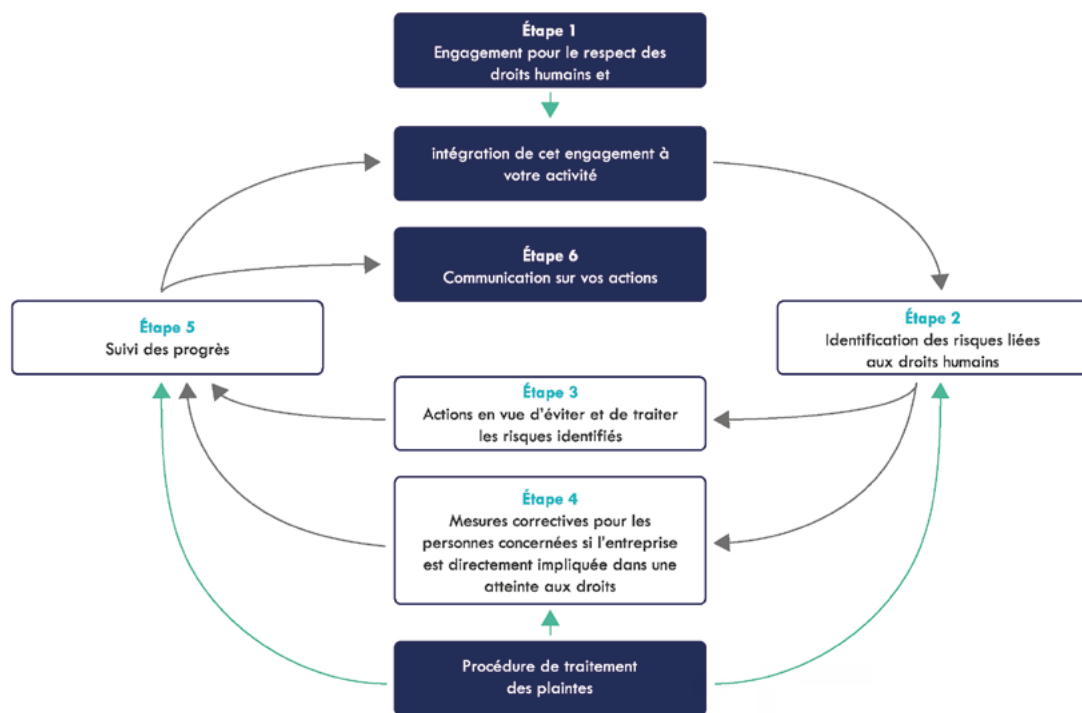 Étape 1
Engagement pour le respect des
droits humains et
intégration de cet engagement à
votre activité
Étape 6
Communication sur vos actions
Étape 5
Suivi des progrès
Étape 2
Identification des risques liées
aux droits humains
Étape 3
Actions en vue d'éviter et de traiter
les risques identifiés
Étape 4
Mesures correctives pour les
personnes concernées si l'entreprise
est directement impliquée dans une
atteinte aux droits
Procédure de traitement
des plaintes